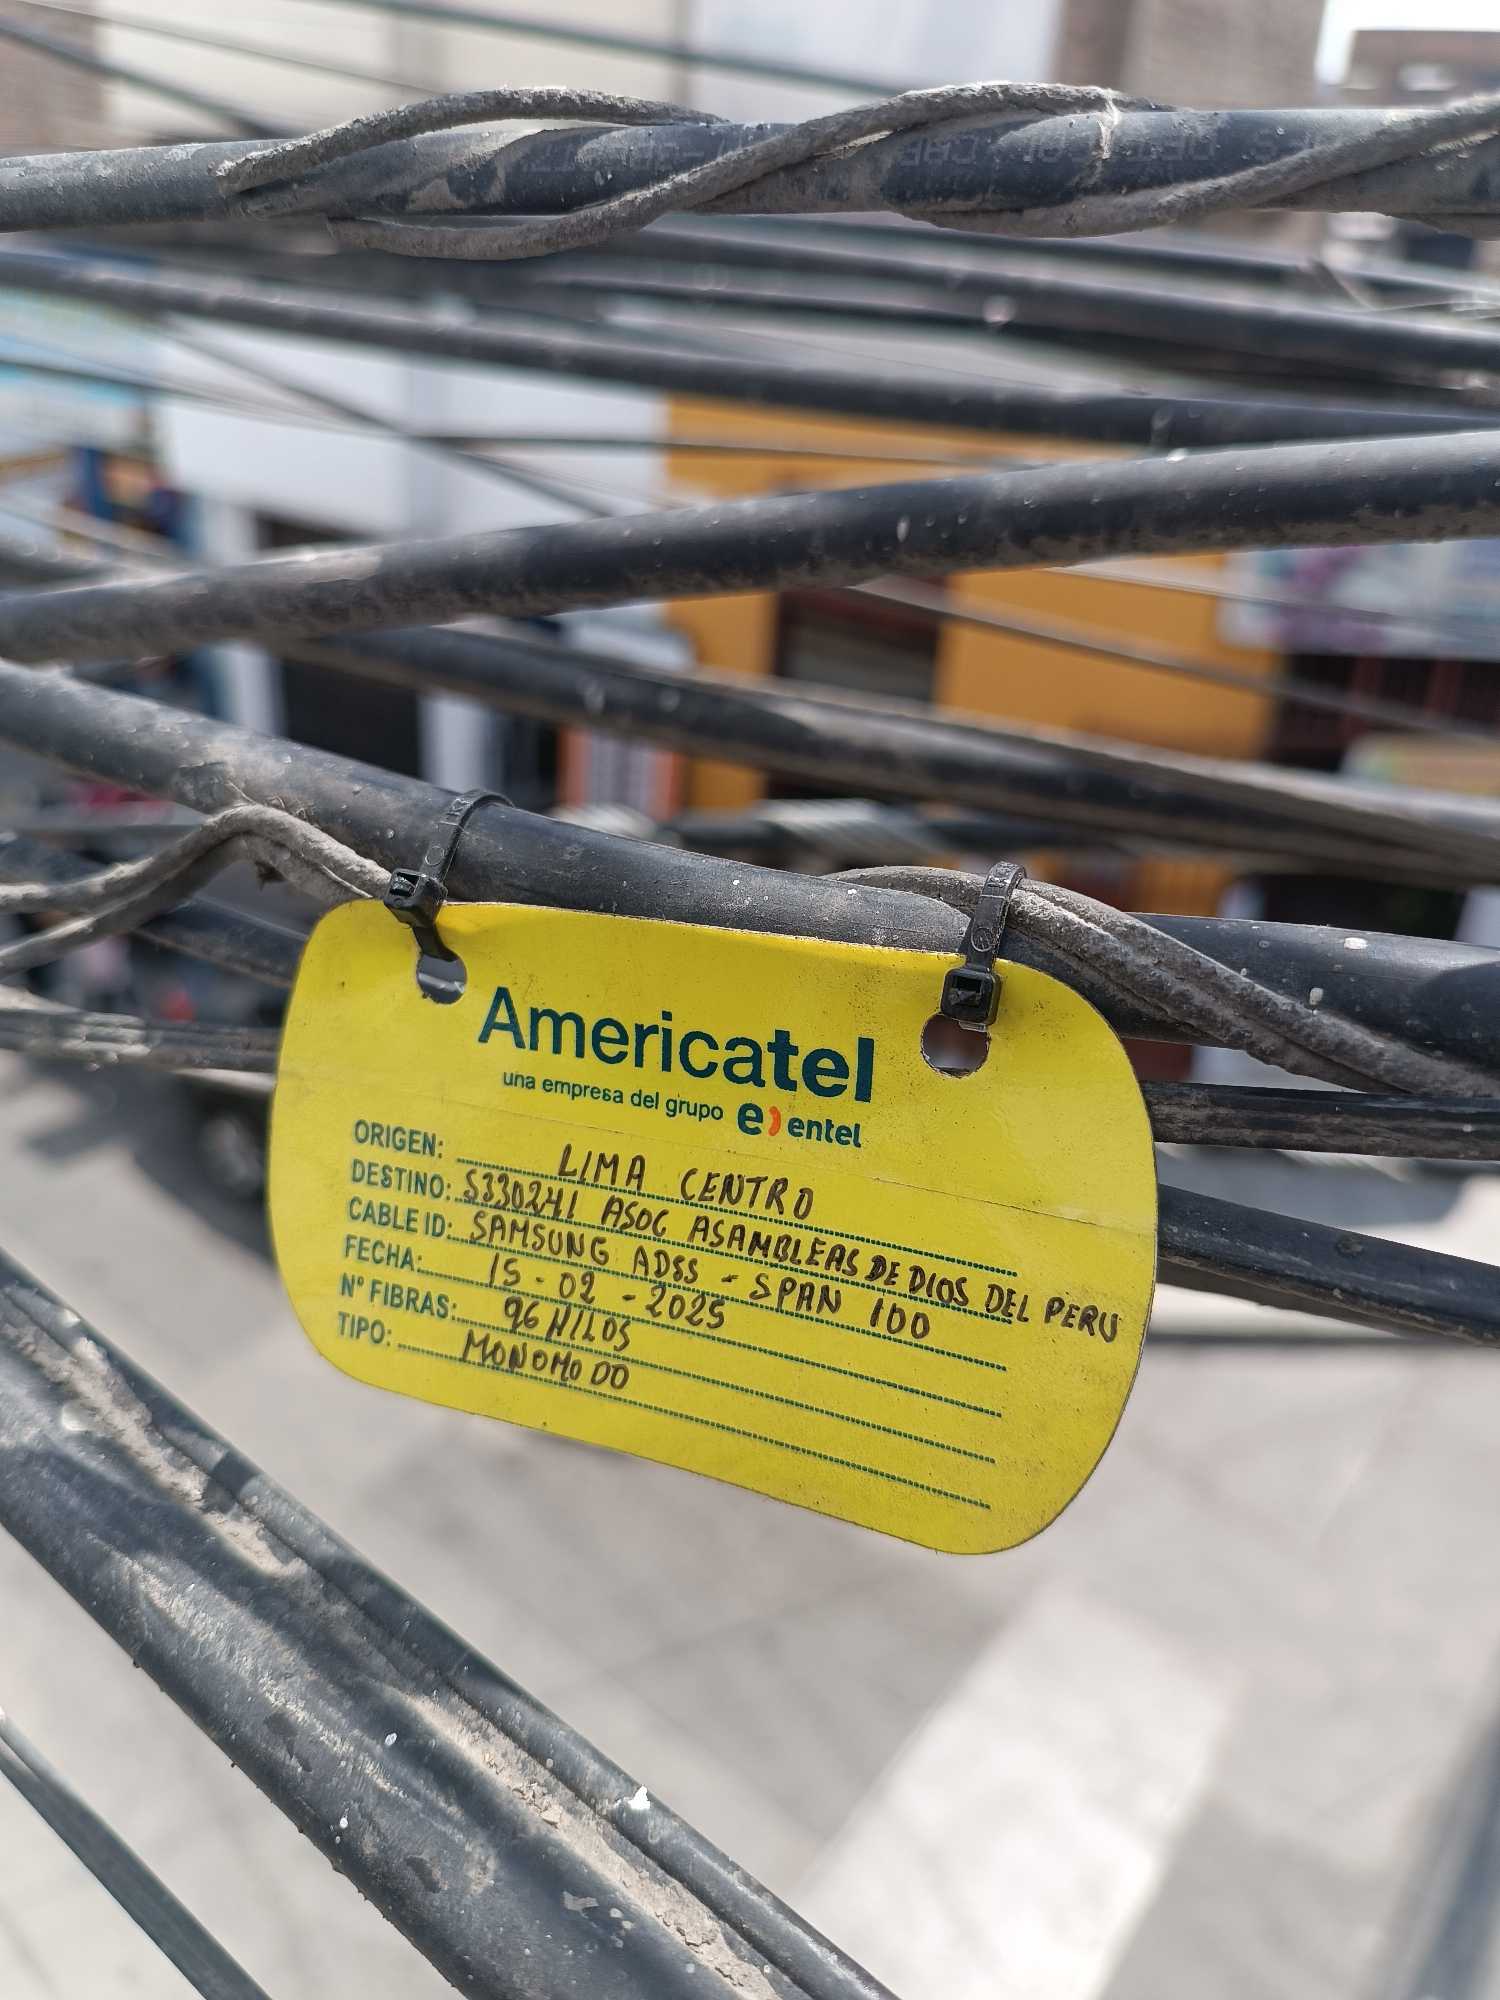 Americatel
una empresa del grupo e) entel
ORIGEN: LIMA CENTRO
DESTINO: S330241 ASOC ASAMBLEAS DE DIOS DEL PERU
CABLE ID: SAMSUNG ADSS - SPAN 100
FECHA: 15 - 02 - 2025
Nº FIBRAS: 96 HILOS
TIPO: MONOMODO